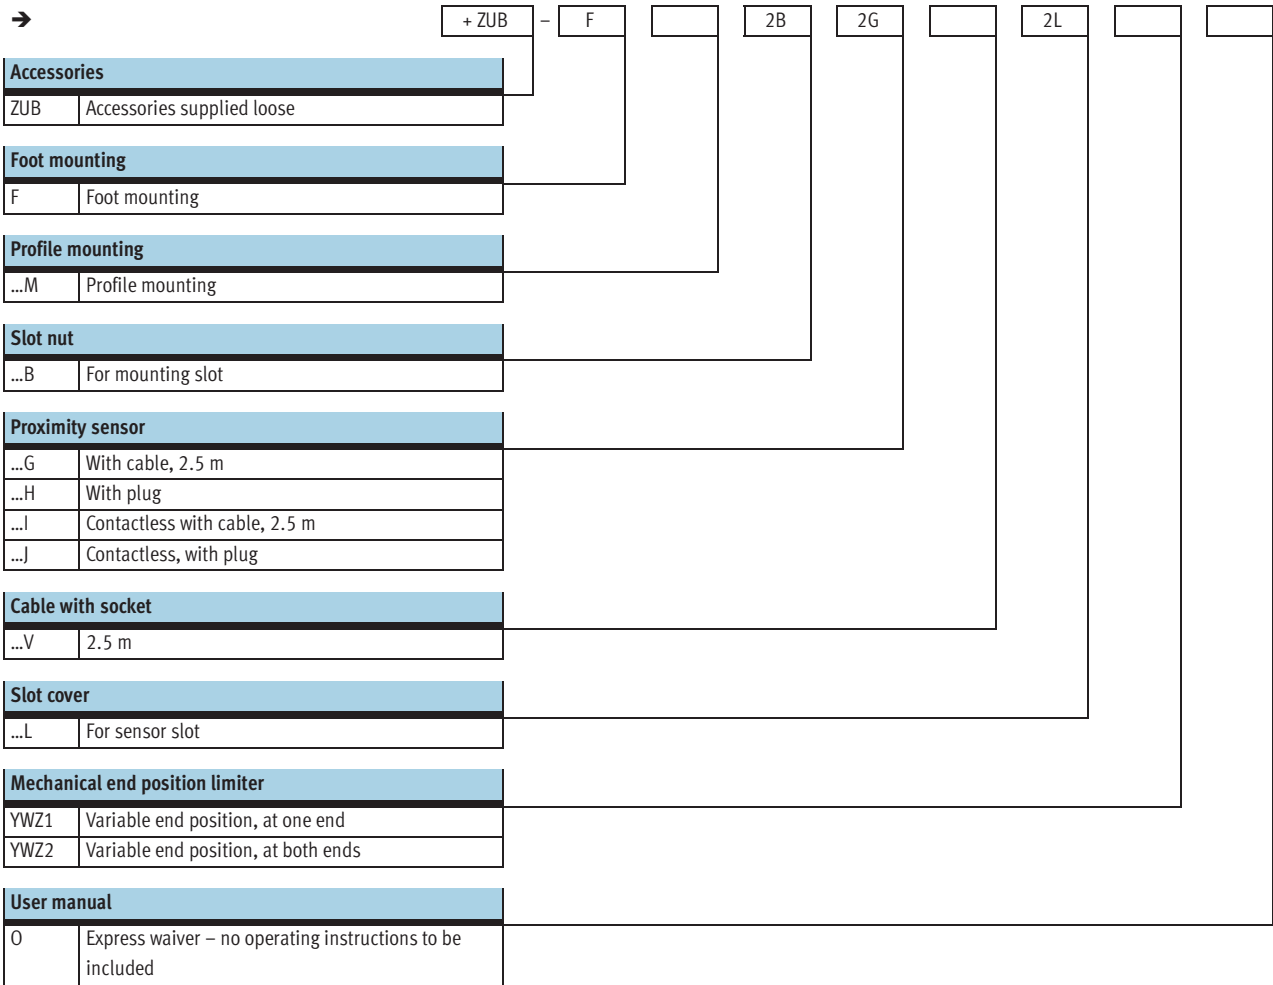 ➔ + ZUB – F 2B 2G 2L
Accessories
ZUB Accessories supplied loose
Foot mounting
F Foot mounting
Profile mounting
...M Profile mounting
Slot nut
...B For mounting slot
Proximity sensor
...G With cable, 2.5 m
...H With plug
...I Contactless with cable, 2.5 m
...J Contactless, with plug
Cable with socket
...V 2.5 m
Slot cover
...L For sensor slot
Mechanical end position limiter
YWZ1 Variable end position, at one end
YWZ2 Variable end position, at both ends
User manual
O Express waiver – no operating instructions to be
included